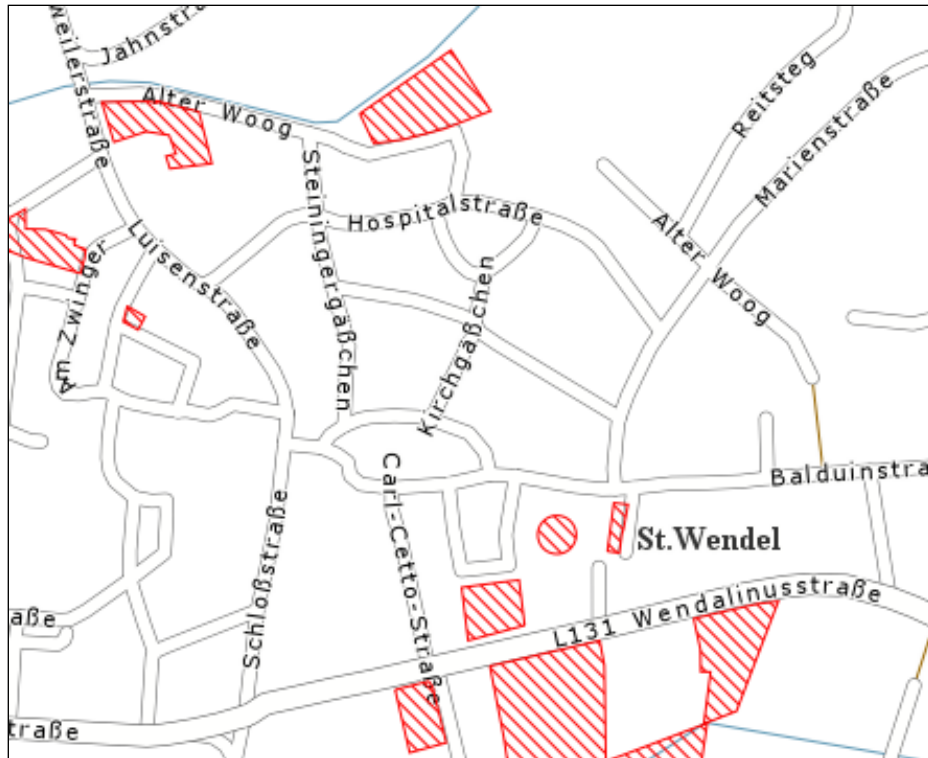 Weilerstraße
Jahnstra
Alter Woog
Reitsteg
Marienstraße
Steiningergäßchen
Hospitalstraße
Alter Woog
Luisenstraße
Am Zwinger
Kirchgäßchen
Carl-Cetto-Straße
Balduinstra
Schloßstraße
St.Wendel
L131 Wendalinusstraße
aße
traße